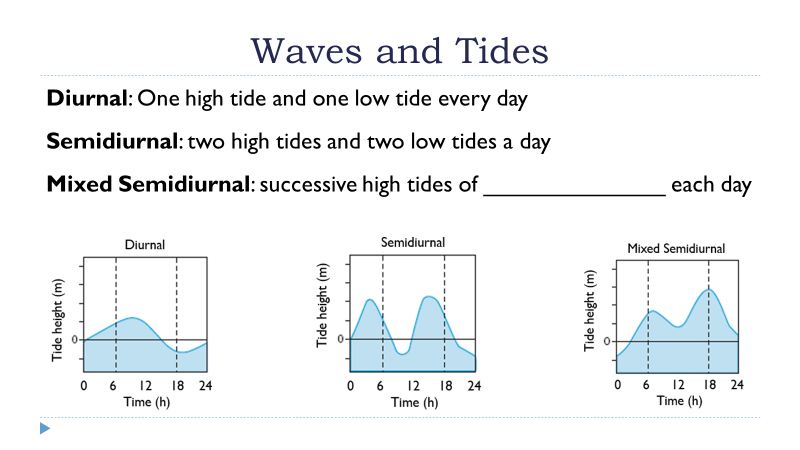 Waves and Tides
Diurnal: One high tide and one low tide every day
Semidiurnal: two high tides and two low tides a day
Mixed Semidiurnal: successive high tides of _______________ each day
Diurnal
Tide height (m)
0
0 6 12 18 24
Time (h)
Semidiurnal
Tide height (m)
0
0 6 12 18 24
Time (h)
Mixed Semidiurnal
Tide height (m)
0
0 6 12 18 24
Time (h)